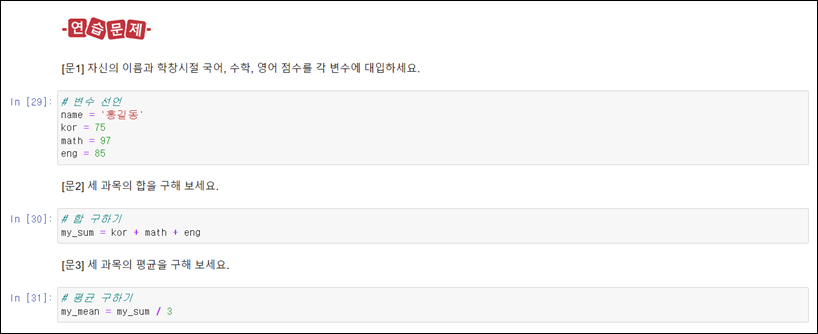 -연습문제-
[문1] 자신의 이름과 학창시절 국어, 수학, 영어 점수를 각 변수에 대입하세요.
In [29]: # 변수 선언
name = '홍길동'
kor = 75
math = 97
eng = 85
[문2] 세 과목의 합을 구해 보세요.
In [30]: # 합 구하기
my_sum = kor + math + eng
[문3] 세 과목의 평균을 구해 보세요.
In [31]: # 평균 구하기
my_mean = my_sum / 3